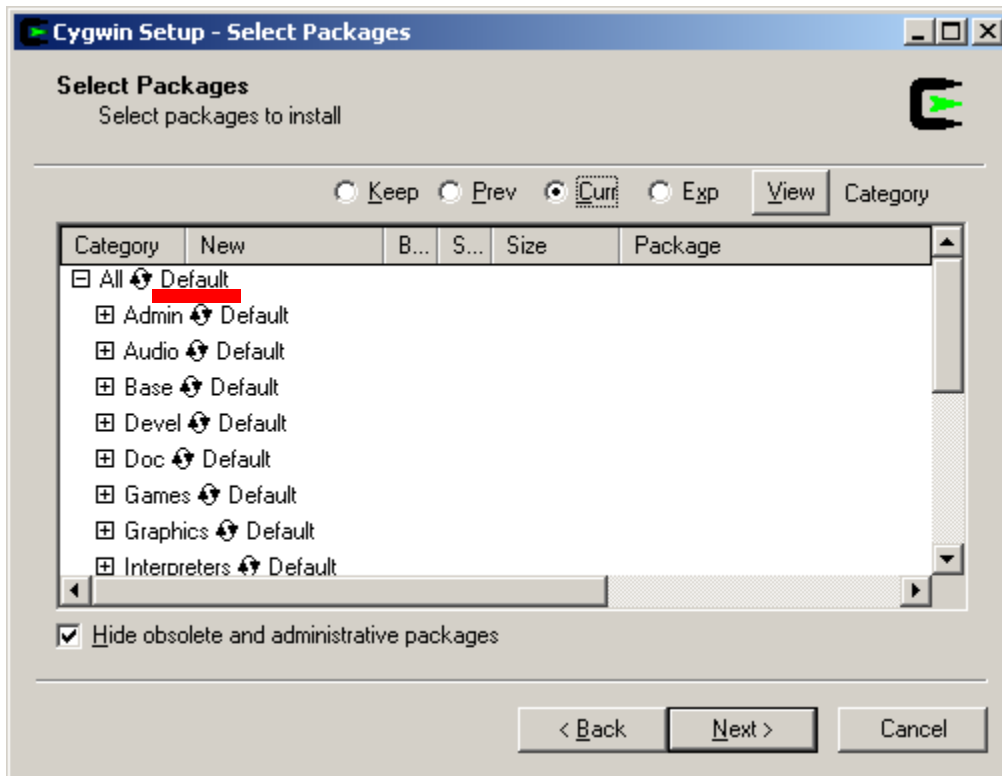 Cygwin Setup - Select Packages
Select Packages
Select packages to install
Keep Prev Curr Exp View Category
Category New B... S... Size Package
All Default
Admin Default
Audio Default
Base Default
Devel Default
Doc Default
Games Default
Graphics Default
Interpreters Default
Hide obsolete and administrative packages
< Back Next > Cancel